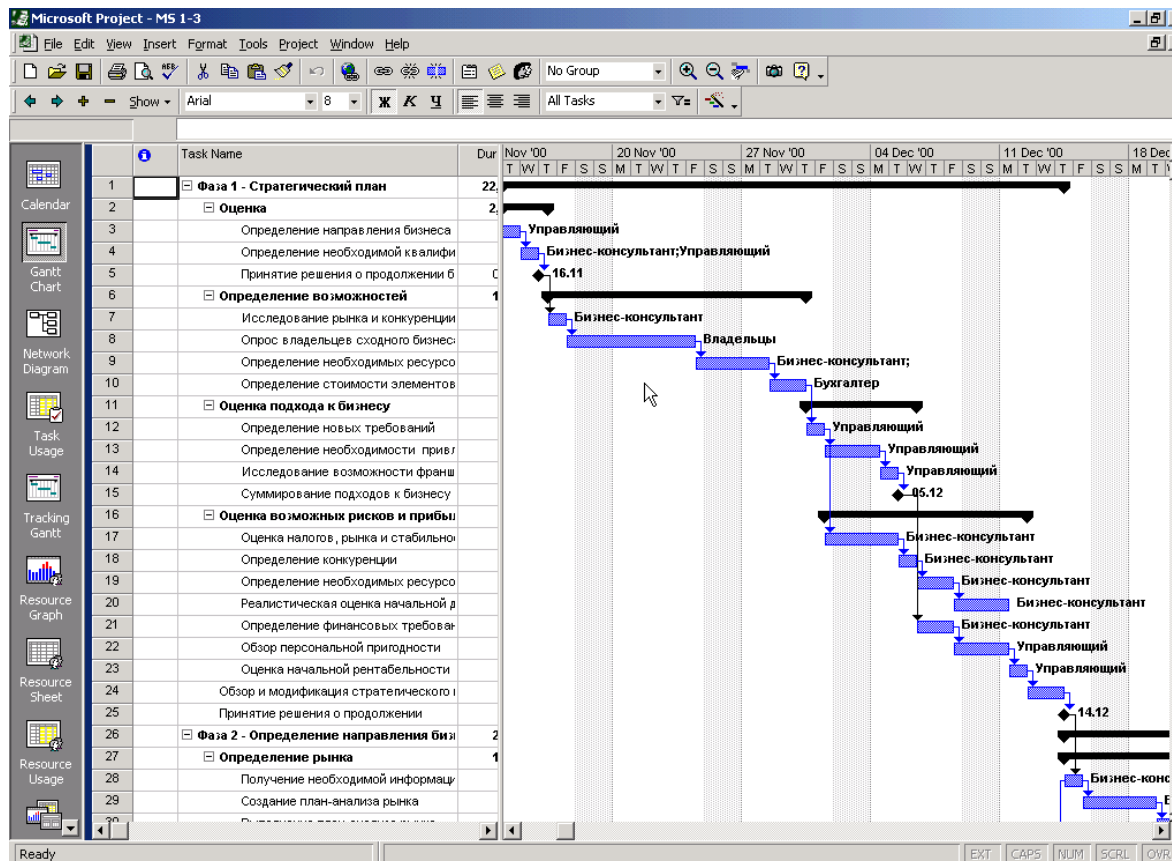 Microsoft Project - MS 1-3
File Edit View Insert Format Tools Project Window Help
No Group
Show Arial 8 Ж К Ч All Tasks
Task Name Dur Nov '00 20 Nov '00 27 Nov '00 04 Dec '00 11 Dec '00 18 Dec
T W T F S S M T W T F S S M T W T F S S M T W T F S S M T W T F S S M T
1 Фаза 1 - Стратегический план 22,
2 Оценка 2,
3 Определение направления бизнеса Управляющий
4 Определение необходимой квалифи Бизнес-консультант;Управляющий
5 Принятие решения о продолжении б 0 16.11
6 Определение возможностей 1
7 Исследование рынка и конкуренции Бизнес-консультант
8 Опрос владельцев сходного бизнес Владельцы
9 Определение необходимых ресурсо Бизнес-консультант;
10 Определение стоимости элементов Бухгалтер
11 Оценка подхода к бизнесу
12 Определение новых требований Управляющий
13 Определение необходимости привл Управляющий
14 Исследование возможности франш Управляющий
15 Суммирование подходов к бизнесу 05.12
16 Оценка возможных рисков и прибы
17 Оценка налогов, рынка и стабильно Бизнес-консультант
18 Определение конкуренции Бизнес-консультант
19 Определение необходимых ресурсо Бизнес-консультант
20 Реалистическая оценка начальной д Бизнес-консультант
21 Определение финансовых требован Бизнес-консультант
22 Обзор персональной пригодности Управляющий
23 Оценка начальной рентабельности Управляющий
24 Обзор и модификация стратегического
25 Принятие решения о продолжении 14.12
26 Фаза 2 - Определение направления биз 2
27 Определение рынка 1
28 Получение необходимой информаци Бизнес-конс
29 Создание план-анализа рынка
Calendar
Gantt
Chart
Network
Diagram
Task
Usage
Tracking
Gantt
Resource
Graph
Resource
Sheet
Resource
Usage
Ready EXT CAPS NUM SCRL OVR